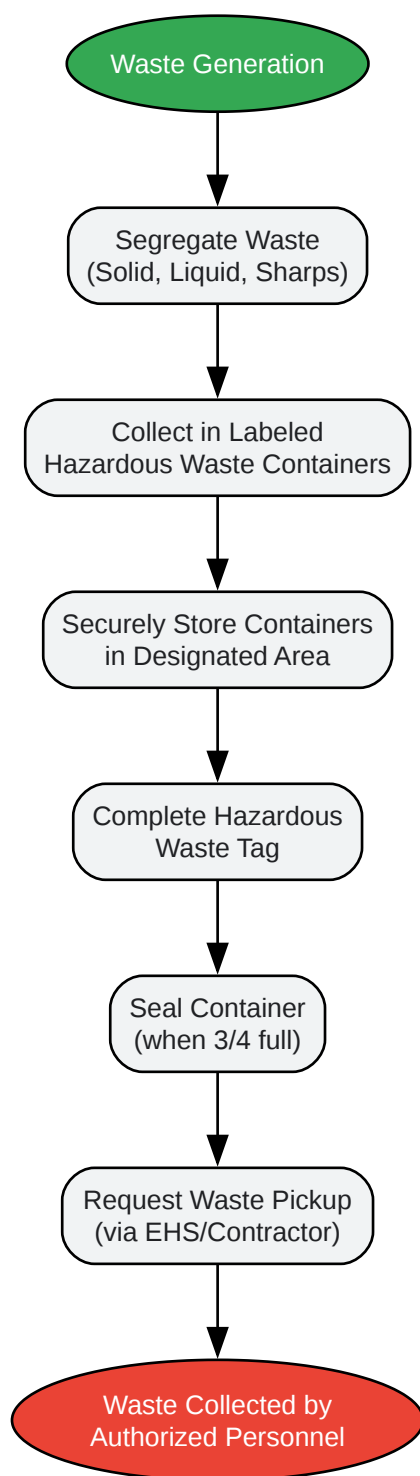 Waste Generation
Segregate Waste
(Solid, Liquid, Sharps)
Collect in Labeled
Hazardous Waste Containers
Securely Store Containers
in Designated Area
Complete Hazardous
Waste Tag
Seal Container
(when 3/4 full)
Request Waste Pickup
(via EHS/Contractor)
Waste Collected by
Authorized Personnel